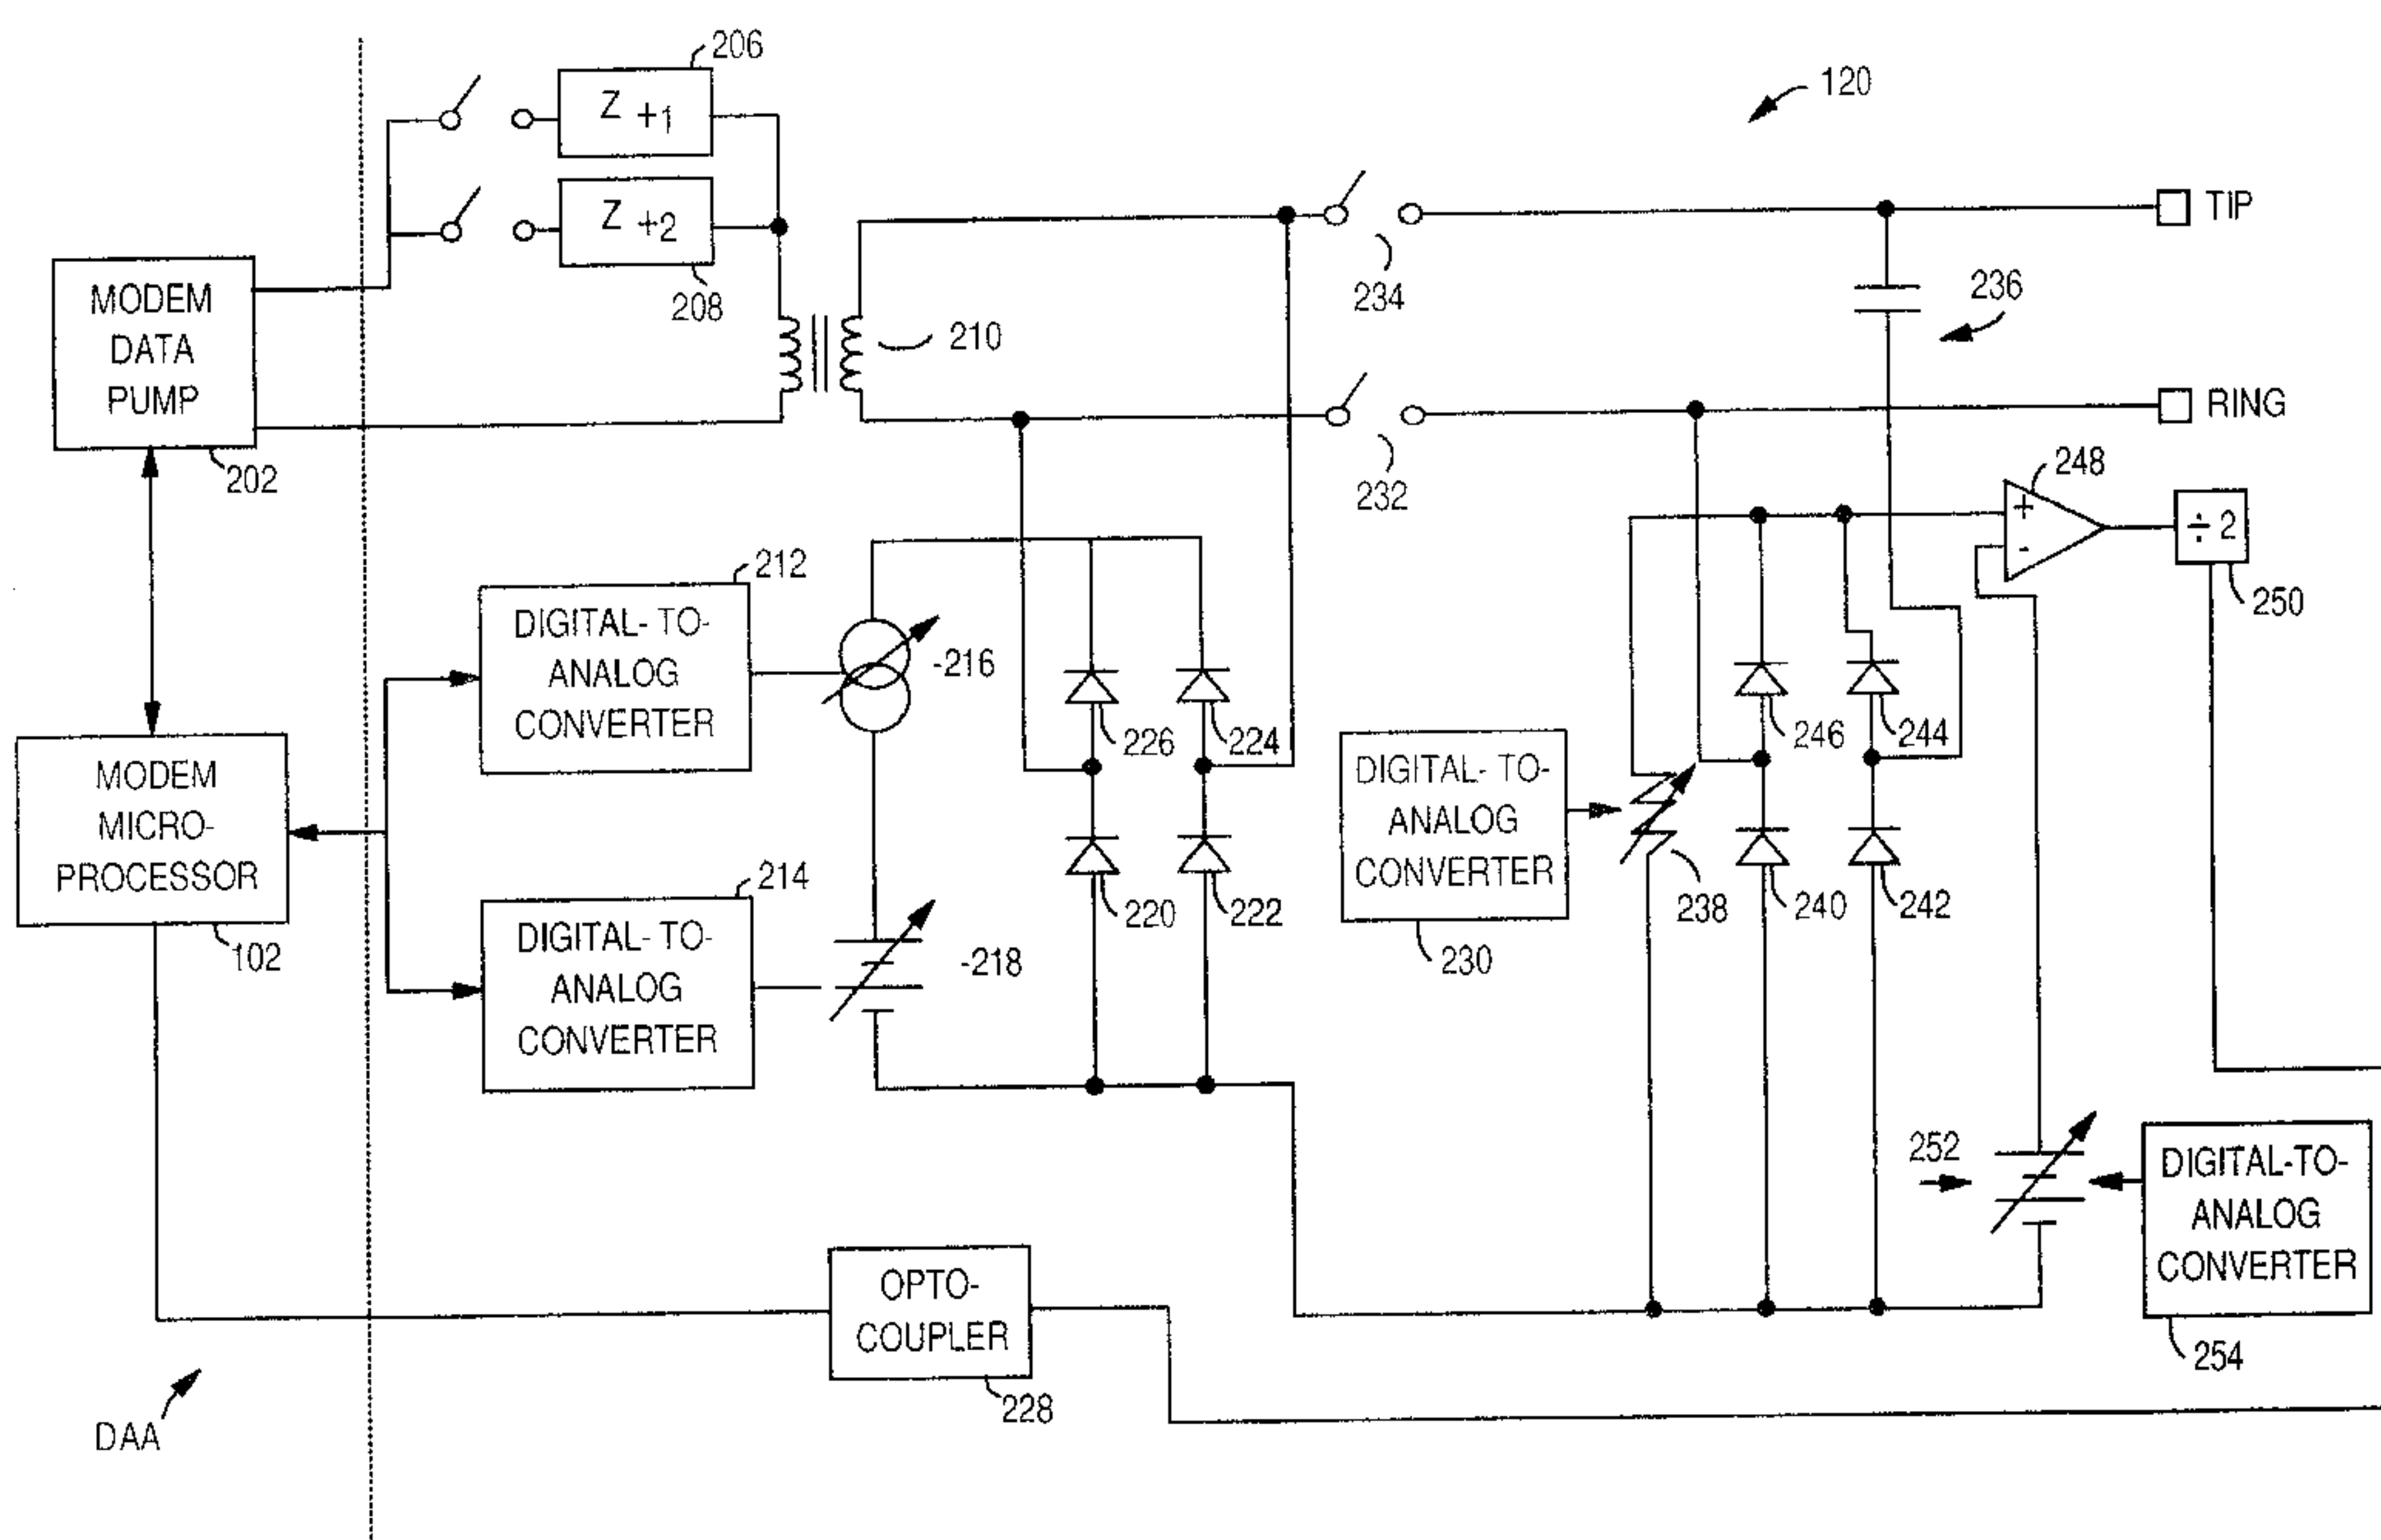 206
Z +1
120
Z +2
208
TIP
234
236
MODEM
DATA
PUMP
210
RING
202
232
248
+
-
÷ 2
250
212
DIGITAL- TO-
ANALOG
CONVERTER
-216
226
224
246
244
MODEM
MICRO-
PROCESSOR
102
DIGITAL- TO-
ANALOG
CONVERTER
230
238
240
242
214
DIGITAL- TO-
ANALOG
CONVERTER
-218
220
222
252
DIGITAL-TO-
ANALOG
CONVERTER
254
OPTO-
COUPLER
228
DAA